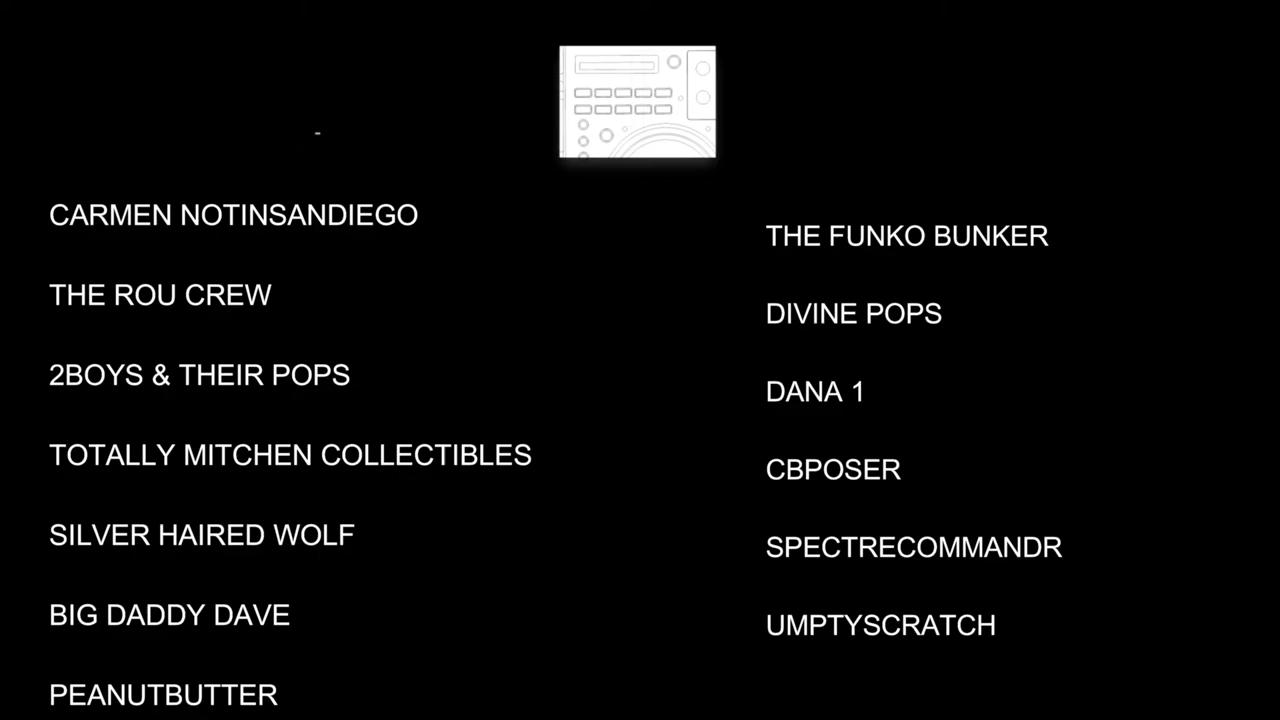 CARMEN NOTINSANDIEGO
THE ROU CREW
2BOYS & THEIR POPS
TOTALLY MITCHEN COLLECTIBLES
SILVER HAIRED WOLF
BIG DADDY DAVE
PEANUTBUTTER
THE FUNKO BUNKER
DIVINE POPS
DANA 1
CBPOSER
SPECTRECOMMANDR
UMPTYSCRATCH